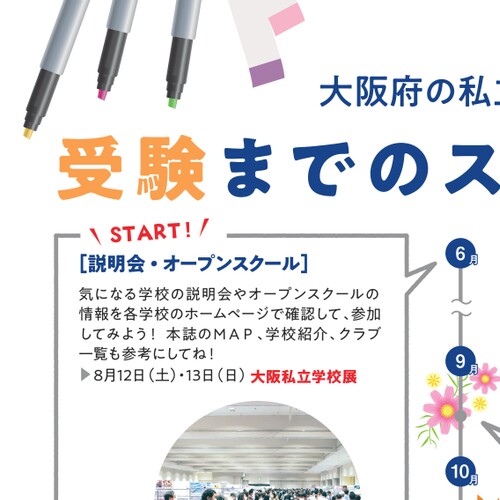 大阪府の私
受験までのス
START!
[説明会・オープンスクール]
気になる学校の説明会やオープンスクールの
情報を各学校のホームページで確認して、参加
してみよう! 本誌のMAP、学校紹介、クラブ
一覧も参考にしてね!
▶8月12日(土)・13日(日) 大阪私立学校展
6月
9月
10月